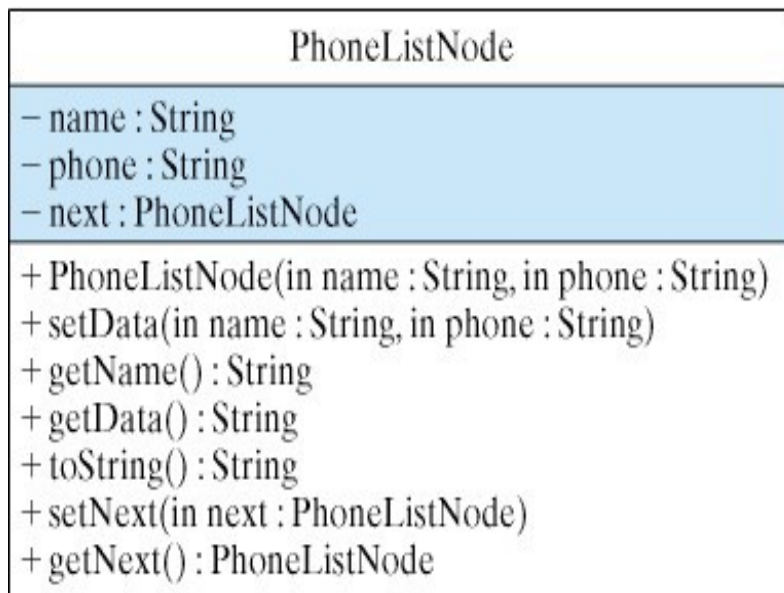 PhoneListNode
– name : String
– phone : String
– next : PhoneListNode
+ PhoneListNode(in name : String, in phone : String)
+ setData(in name : String, in phone : String)
+ getName() : String
+ getData() : String
+ toString() : String
+ setNext(in next : PhoneListNode)
+ getNext() : PhoneListNode